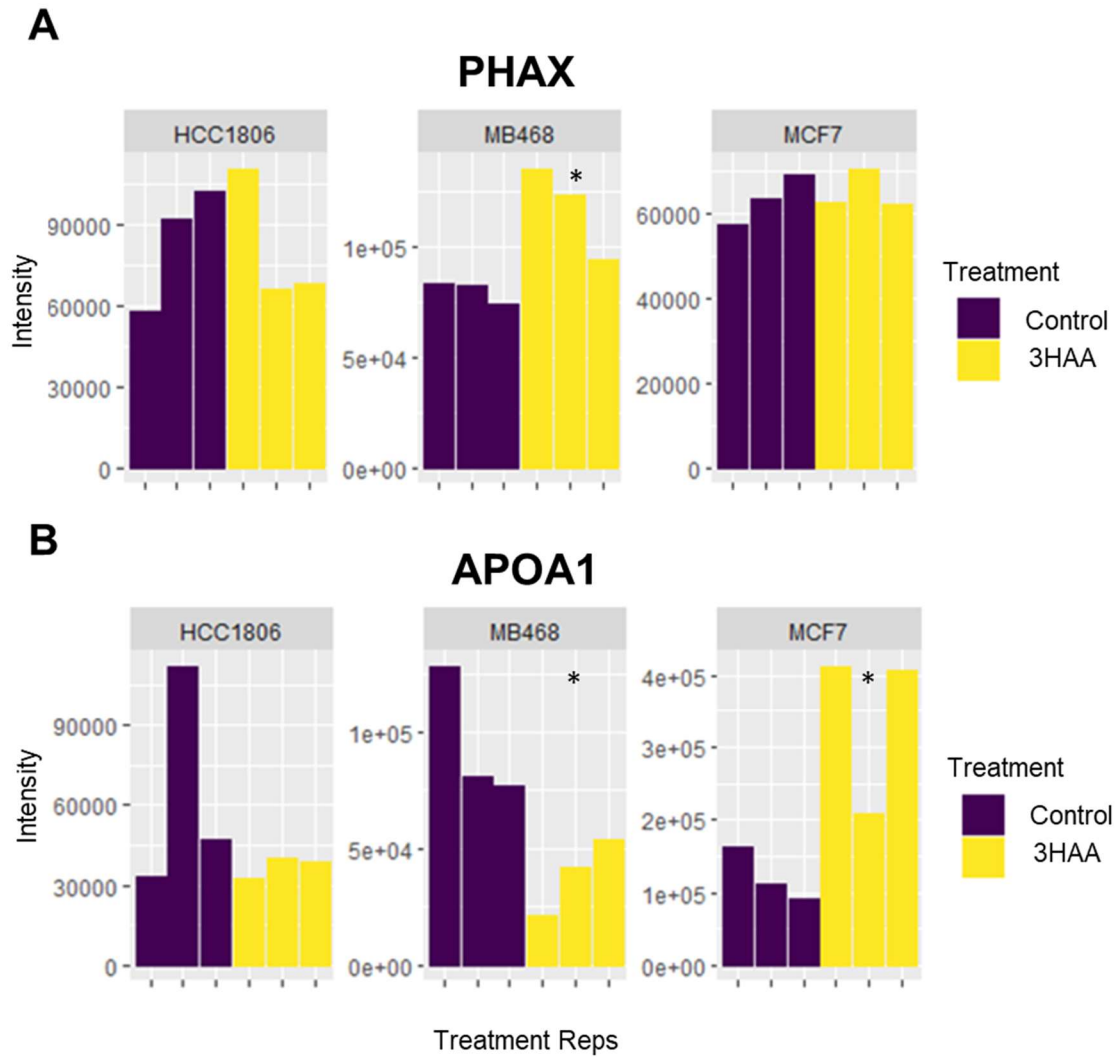 A
PHAX
HCC1806 MB468 MCF7
Intensity
90000
60000
30000
0
*
1e+05
5e+04
0e+00
60000
40000
20000
0
Treatment
Control
3HAA
B
APOA1
HCC1806 MB468 MCF7
Intensity
90000
60000
30000
0
*
1e+05
5e+04
0e+00
*
4e+05
3e+05
2e+05
1e+05
0e+00
Treatment
Control
3HAA
Treatment Reps